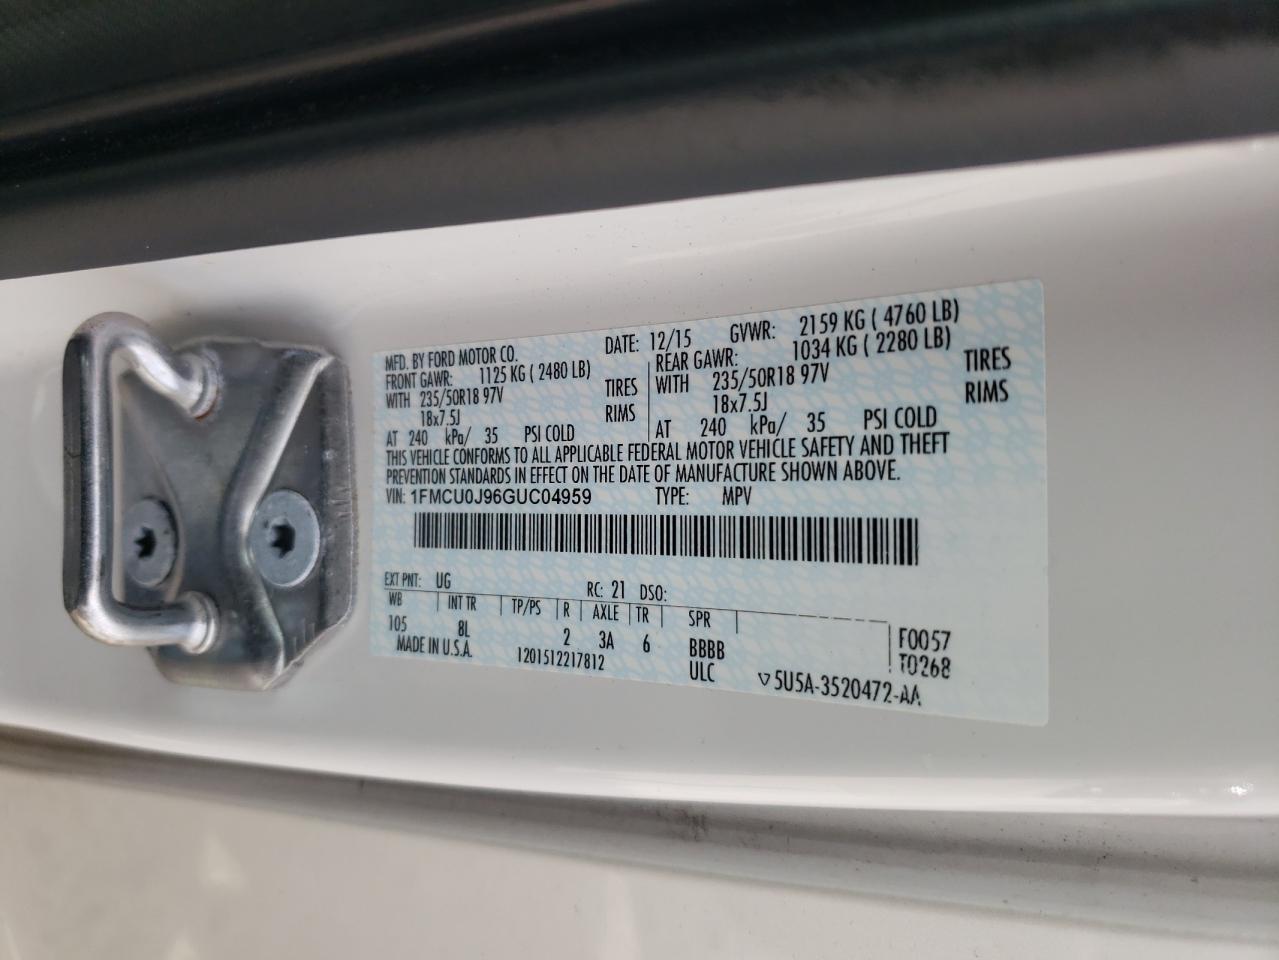 MFD. BY FORD MOTOR CO. DATE: 12/15 GVWR: 2159 KG ( 4760 LB)
FRONT GAWR: 1125 KG ( 2480 LB) REAR GAWR: 1034 KG ( 2280 LB)
WITH 235/50R18 97V TIRES WITH 235/50R18 97V TIRES
18x7.5J RIMS 18x7.5J RIMS
AT 240 kPa/ 35 PSI COLD AT 240 kPa/ 35 PSI COLD
THIS VEHICLE CONFORMS TO ALL APPLICABLE FEDERAL MOTOR VEHICLE SAFETY AND THEFT
PREVENTION STANDARDS IN EFFECT ON THE DATE OF MANUFACTURE SHOWN ABOVE.
VIN: 1FMCU0J96GUC04959 TYPE: MPV
EXT PNT: UG RC: 21 DSO:
WB INT TR TP/PS R AXLE TR SPR
105 8L 2 3A 6 BBBB F0057
MADE IN U.S.A. 1201512217812 ULC T0268
▽5U5A-3520472-AA